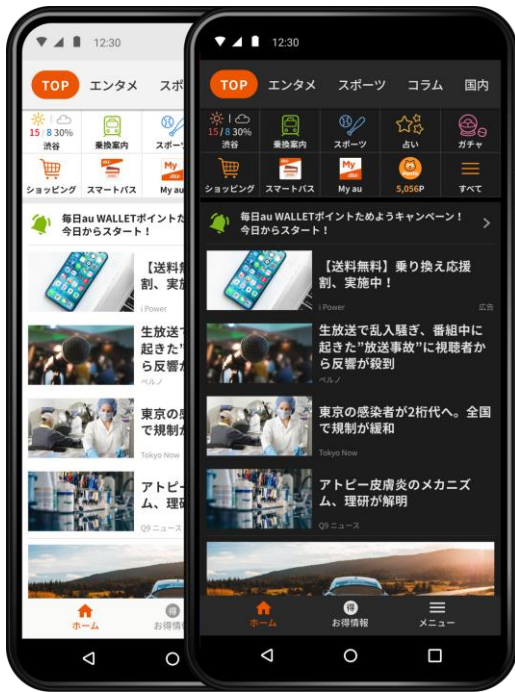 12:30
TOP エンタメ スポ
15/8 30%
渋谷 乗換案内 スポーツ
My
ショッピング スマートパス My au
毎日au WALLETポイントた
今日からスタート!
【送料無
割、実施
i Power
生放送で
起きた”
ら反響が
ペルノ
東京の感
で規制が
Tokyo Now
アトピー
ム、理研
Q9 ニュース
ホーム 得 お得情報
12:30
TOP エンタメ スポーツ コラム 国内
15/8 30%
渋谷 乗換案内 スポーツ 占い ガチャ
My Ponta
ショッピング スマートパス My au 5,056P すべて
毎日au WALLETポイントためようキャンペーン!
今日からスタート!
【送料無料】乗り換え応援
割、実施中!
i Power 広告
生放送で乱入騒ぎ、番組中に
起きた”放送事故”に視聴者か
ら反響が殺到
ペルノ
東京の感染者が2桁代へ。全国
で規制が緩和
Tokyo Now
アトピー皮膚炎のメカニズ
ム、理研が解明
Q9 ニュース
得
ホーム お得情報 メニュー